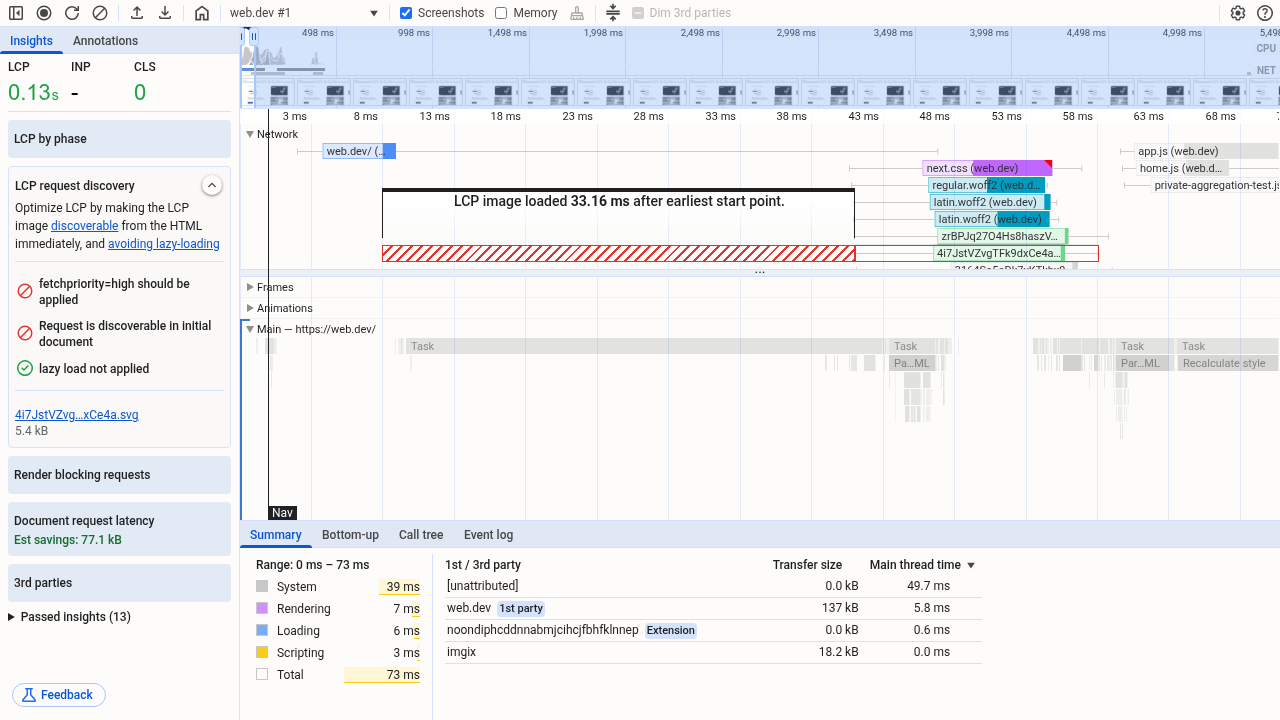 web.dev #1
Screenshots
Memory
Dim 3rd parties
Insights
Annotations
LCP
INP
CLS
0.13s
-
0
LCP by phase
LCP request discovery
Optimize LCP by making the LCP
image discoverable from the HTML
immediately, and avoiding lazy-loading
fetchpriority=high should be
applied
Request is discoverable in initial
document
lazy load not applied
4i7JstVZvg…xCe4a.svg
5.4 kB
Render blocking requests
Document request latency
Est savings: 77.1 kB
3rd parties
Passed insights (13)
Feedback
498 ms
998 ms
1,498 ms
1,998 ms
2,498 ms
2,998 ms
3,498 ms
3,998 ms
4,498 ms
4,998 ms
5,498
CPU
NET
3 ms
8 ms
13 ms
18 ms
23 ms
28 ms
33 ms
38 ms
43 ms
48 ms
53 ms
58 ms
63 ms
68 ms
Network
web.dev/ (…
app.js (web.dev)
next.css (web.dev)
home.js (web.d…
regular.woff2 (web.d…
private-aggregation-test.js
latin.woff2 (web.dev)
LCP image loaded 33.16 ms after earliest start point.
latin.woff2 (web.dev)
zrBPJq27O4Hs8haszV…
4i7JstVZvgTFk9dxCe4a…
Frames
Animations
Main — https://web.dev/
Task
Task
Task
Task
Pa…ML
Par…ML
Recalculate style
Nav
Summary
Bottom-up
Call tree
Event log
Range: 0 ms – 73 ms
System
39 ms
Rendering
7 ms
Loading
6 ms
Scripting
3 ms
Total
73 ms
1st / 3rd party
Transfer size
Main thread time
[unattributed]
0.0 kB
49.7 ms
web.dev
1st party
137 kB
5.8 ms
noondiphcddnnabmjcihcjfbhfklnnep
Extension
0.0 kB
0.6 ms
imgix
18.2 kB
0.0 ms